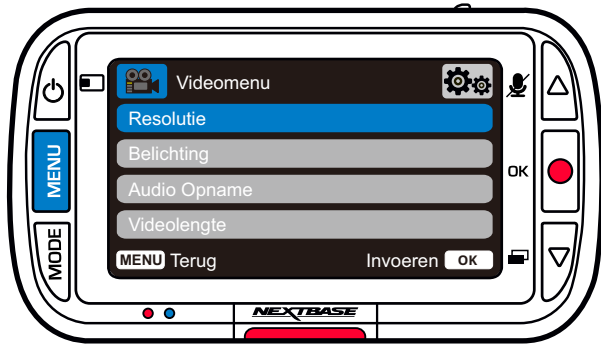 Videomenu
Resolutie
MENU
Belichting
OK
Audio Opname
Videolengte
MODE
MENU Terug Invoeren OK
NEXTBASE